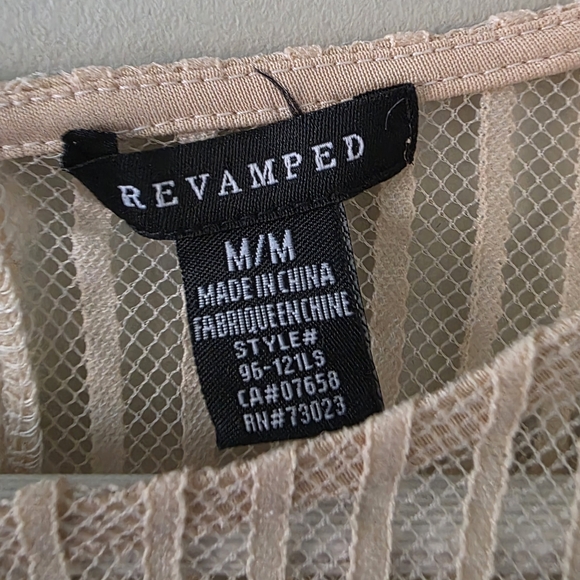 REVAMPED
M/M
MADE IN CHINA
FABRIQUE EN CHINE
STYLE#
96-121LS
CA#07658
RN#73023